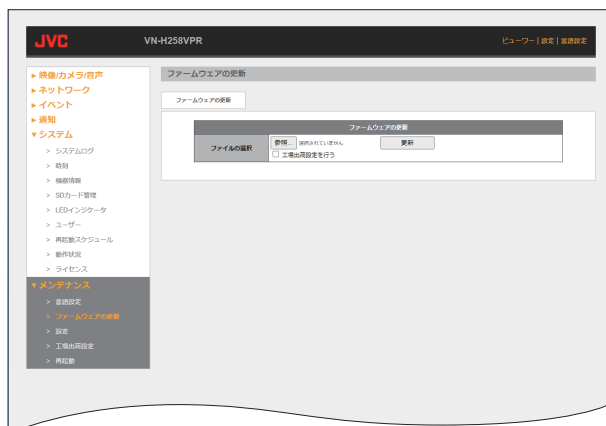 JVC
VN-H258VPR
ビューワー | 設定 | 言語設定
▸ 映像/カメラ/音声
▸ ネットワーク
▸ イベント
▸ 通知
▾ システム
> システムログ
> 時刻
> 機器情報
> SDカード管理
> LEDインジケータ
> ユーザー
> 再起動スケジュール
> 動作状況
> ライセンス
▾ メンテナンス
> 言語設定
> ファームウェアの更新
> 設定
> 工場出荷設定
> 再起動
ファームウェアの更新
ファームウェアの更新
ファームウェアの更新
ファイルの選択
参照... 選択されていません 更新
工場出荷設定を行う